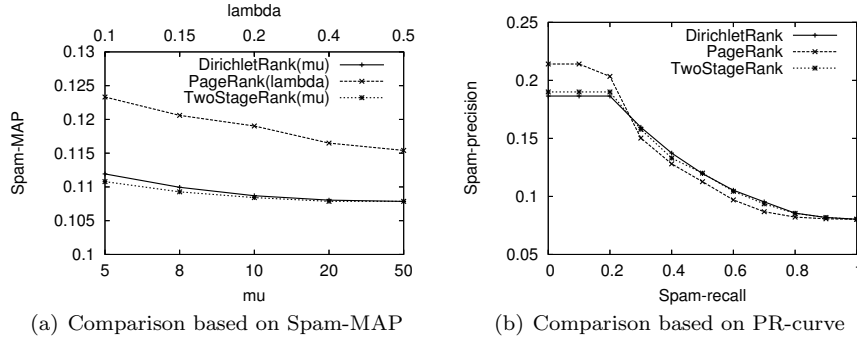 lambda
0.1 0.15 0.2 0.4 0.5
0.13
0.125
0.12
0.115
0.11
0.105
0.1
Spam-MAP
DirichletRank(mu)
PageRank(lambda)
TwoStageRank(mu)
5 8 10 20 50
mu
(a) Comparison based on Spam-MAP
0.25
0.2
0.15
0.1
0.05
Spam-precision
DirichletRank
PageRank
TwoStageRank
0 0.2 0.4 0.6 0.8 1
Spam-recall
(b) Comparison based on PR-curve